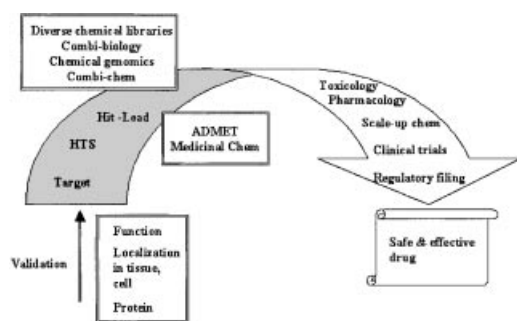 Diverse chemical libraries
Combi-biology
Chemical genomics
Combi-chem
Hit -Lead
HTS
Target
ADMET
Medicinal Chem
Toxicology
Pharmacology
Scale-up chem
Clinical trials
Regulatory filing
Validation
Function
Localization
in tissue,
cell
Protein
Safe & effective
drug